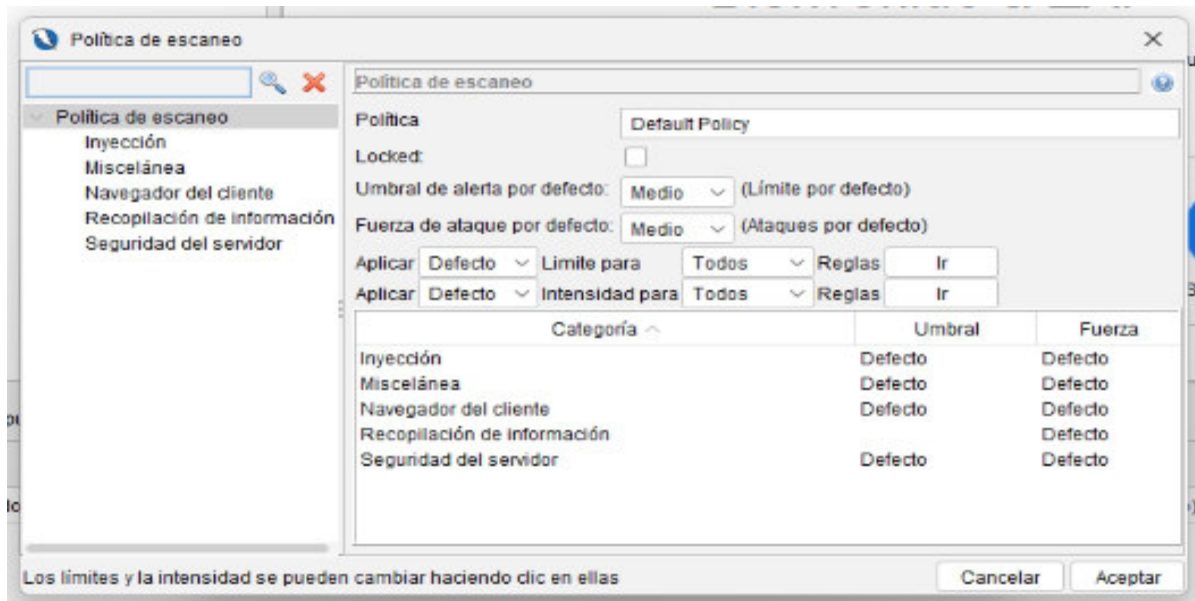 Política de escaneo
Política de escaneo
Inyección
Miscelánea
Navegador del cliente
Recopilación de información
Seguridad del servidor
Política de escaneo
Política Default Policy
Locked:
Umbral de alerta por defecto: Medio (Límite por defecto)
Fuerza de ataque por defecto: Medio (Ataques por defecto)
Aplicar Defecto Limite para Todos Reglas Ir
Aplicar Defecto Intensidad para Todos Reglas Ir
Categoría Umbral Fuerza
Inyección Defecto Defecto
Miscelánea Defecto Defecto
Navegador del cliente Defecto Defecto
Recopilación de información Defecto
Seguridad del servidor Defecto Defecto
Los límites y la intensidad se pueden cambiar haciendo clic en ellas
Cancelar Aceptar